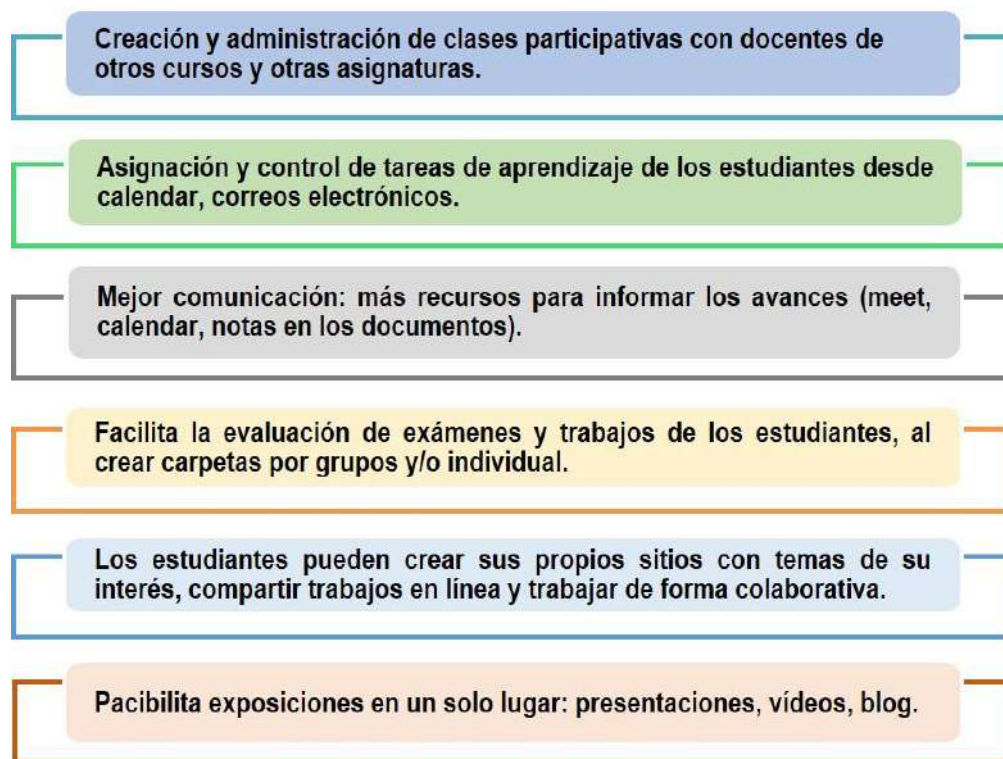 Creación y administración de clases participativas con docentes de
otros cursos y otras asignaturas.
Asignación y control de tareas de aprendizaje de los estudiantes desde
calendar, correos electrónicos.
Mejor comunicación: más recursos para informar los avances (meet,
calendar, notas en los documentos).
Facilita la evaluación de exámenes y trabajos de los estudiantes, al
crear carpetas por grupos y/o individual.
Los estudiantes pueden crear sus propios sitios con temas de su
interés, compartir trabajos en línea y trabajar de forma colaborativa.
Pacibilita exposiciones en un solo lugar: presentaciones, vídeos, blog.